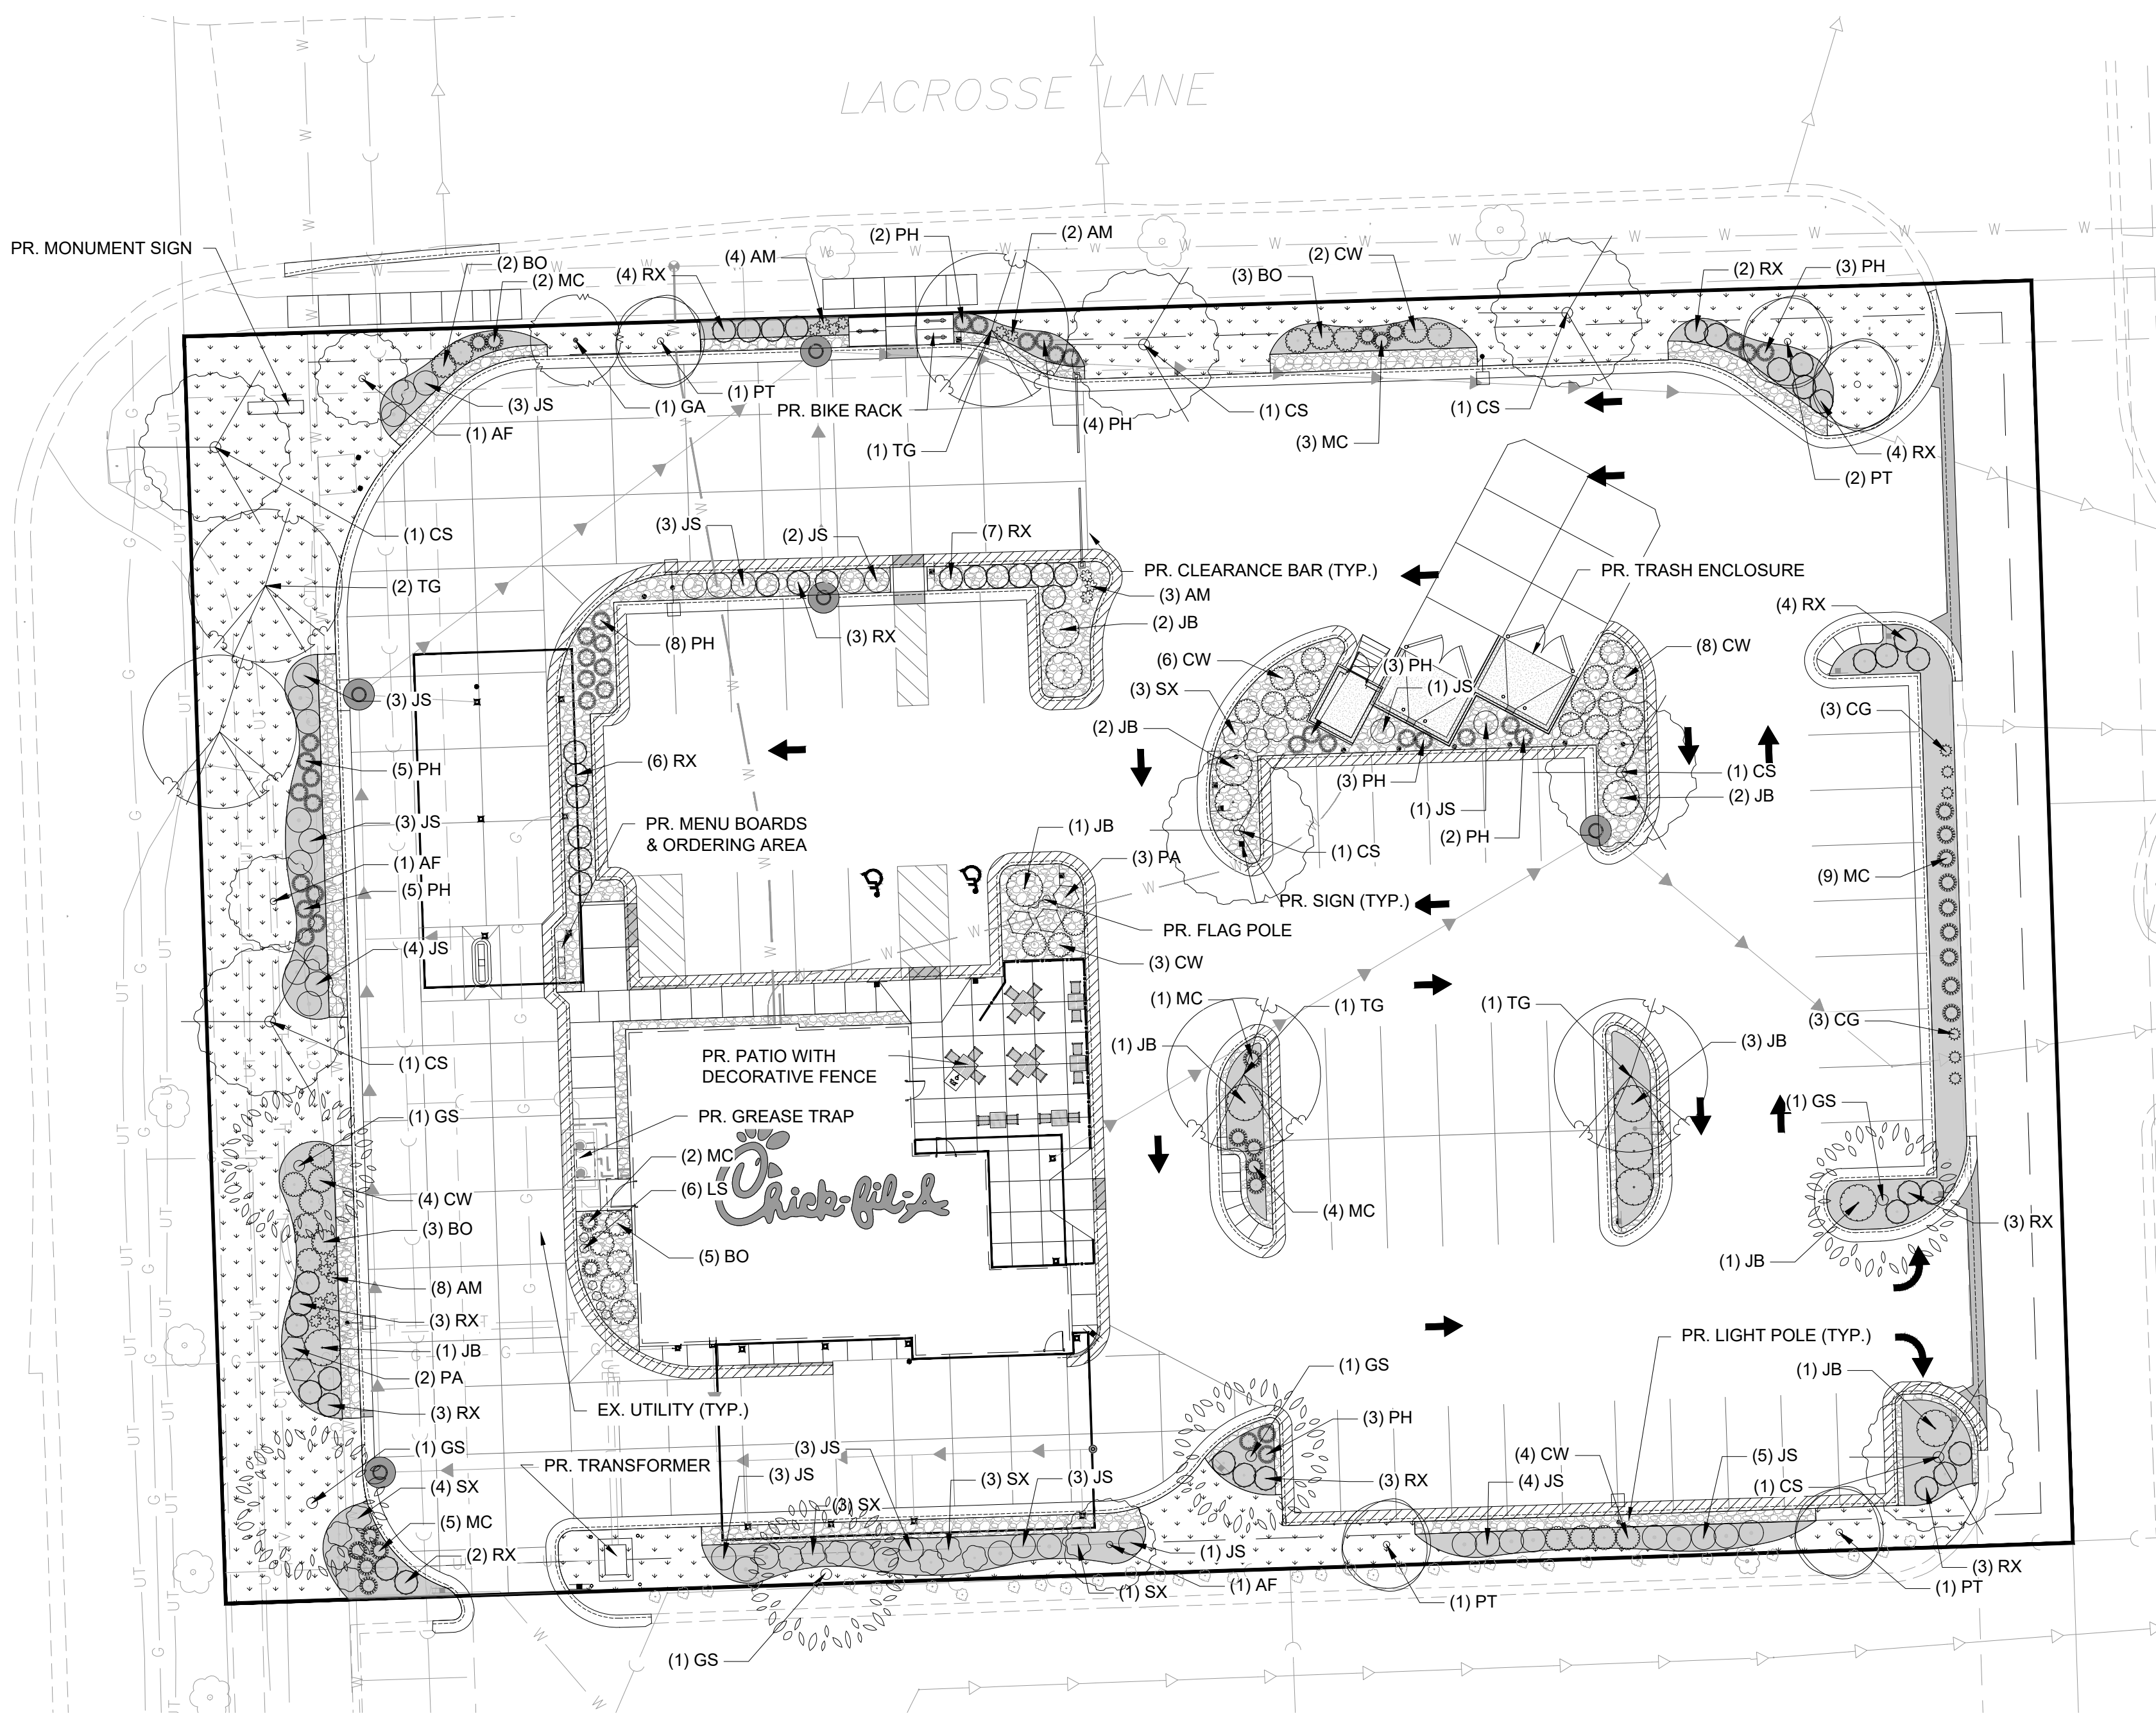 LACROSSE LANE
PR. MONUMENT SIGN
(2) BO
(2) MC
(4) RX
(4) AM
(2) PH
(2) AM
(3) BO
(2) CW
(2) RX
(3) PH
(3) JS
(1) AF
(1) GA
(1) PT
PR. BIKE RACK
(1) TG
(4) PH
(1) CS
(3) MC
(1) CS
(4) RX
(2) PT
(1) CS
(2) TG
(3) JS
(2) JS
(7) RX
PR. CLEARANCE BAR (TYP.)
(3) AM
(2) JB
PR. TRASH ENCLOSURE
(4) RX
(8) PH
(3) RX
(6) CW
(3) PH
(1) JS
(8) CW
(3) SX
(2) JB
(3) JS
(3) CG
(5) PH
(6) RX
(3) PH
(1) JS
(2) PH
(1) CS
(2) JB
(3) JS
PR. MENU BOARDS
& ORDERING AREA
(1) JB
(3) PA
(1) CS
(1) AF
(5) PH
(9) MC
PR. SIGN (TYP.)
PR. FLAG POLE
(4) JS
(3) CW
(1) MC
(1) TG
(1) TG
(3) CG
(1) CS
PR. PATIO WITH
DECORATIVE FENCE
(1) JB
(3) JB
(1) GS
PR. GREASE TRAP
(1) GS
(2) MC
(6) LS
Chick-fil-A
(4) CW
(3) BO
(5) BO
(4) MC
(3) RX
(1) JB
(8) AM
(3) RX
(1) JB
(2) PA
(3) RX
PR. LIGHT POLE (TYP.)
(1) GS
(1) JB
EX. UTILITY (TYP.)
(3) PH
(1) GS
(3) JS
(4) CW
(5) JS
PR. TRANSFORMER
(3) JS
(3) SX
(3) JS
(3) RX
(4) JS
(1) CS
(4) SX
(3) SX
(5) MC
(2) RX
(1) JS
(1) AF
(1) SX
(3) RX
(1) PT
(1) PT
(1) GS